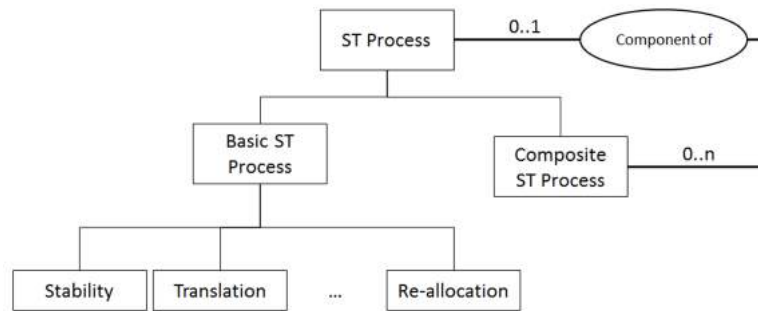 ST Process
0..1
Component of
Basic ST
Process
Composite
ST Process
0..n
Stability
Translation
...
Re-allocation